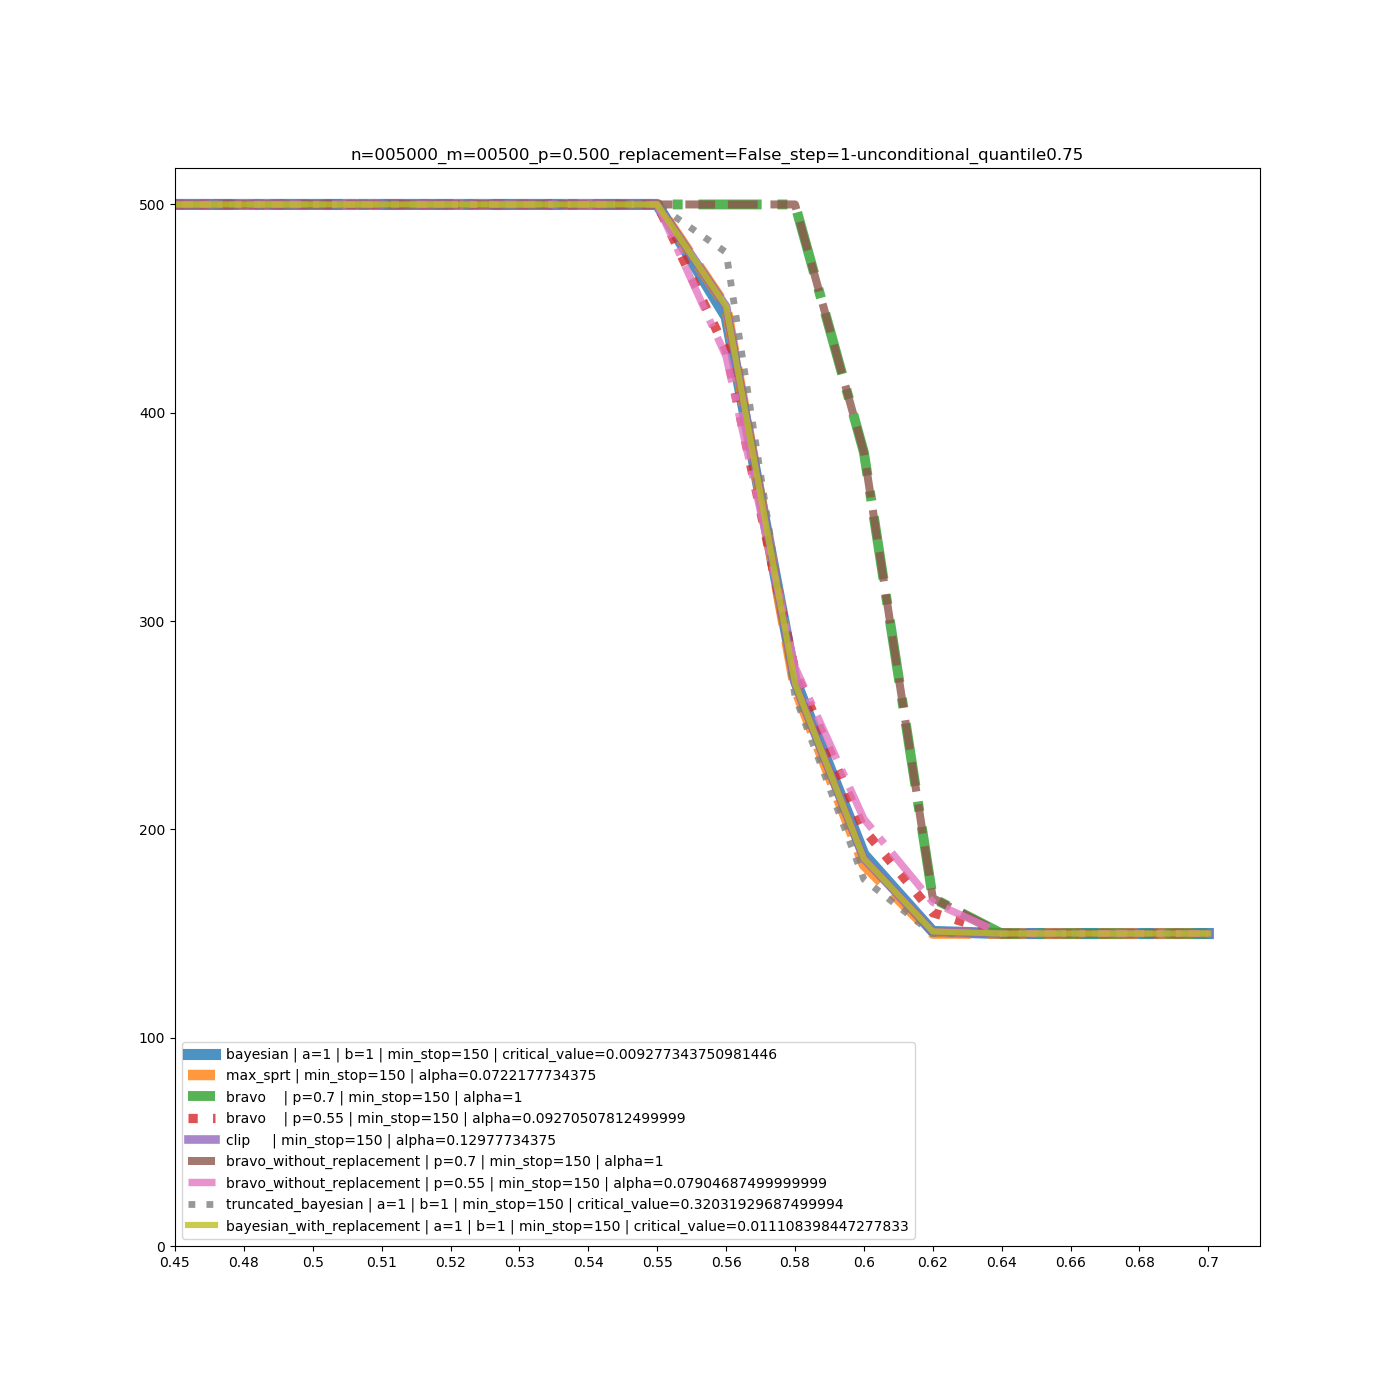 n=005000_m=00500_p=0.500_replacement=False_step=1-unconditional_quantile0.75
500
400
300
200
100
0
bayesian | a=1 | b=1 | min_stop=150 | critical_value=0.009277343750981446
max_sprt | min_stop=150 | alpha=0.0722177734375
bravo    | p=0.7 | min_stop=150 | alpha=1
bravo    | p=0.55 | min_stop=150 | alpha=0.09270507812499999
clip     | min_stop=150 | alpha=0.12977734375
bravo_without_replacement | p=0.7 | min_stop=150 | alpha=1
bravo_without_replacement | p=0.55 | min_stop=150 | alpha=0.07904687499999999
truncated_bayesian | a=1 | b=1 | min_stop=150 | critical_value=0.32031929687499994
bayesian_with_replacement | a=1 | b=1 | min_stop=150 | critical_value=0.011108398447277833
0.45 0.48 0.5 0.51 0.52 0.53 0.54 0.55 0.56 0.58 0.6 0.62 0.64 0.66 0.68 0.7